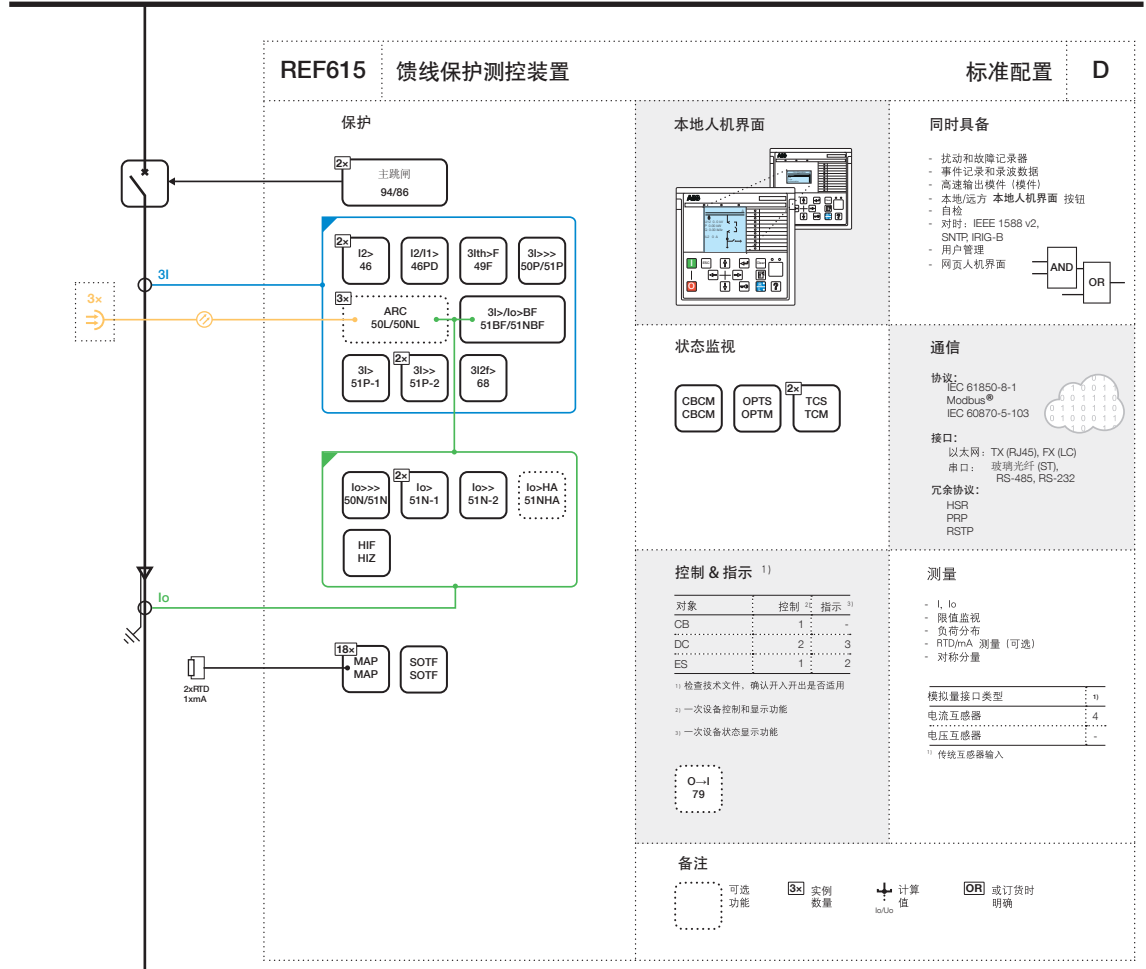 REF615 馈线保护测控装置 标准配置 D
保护
2×
主跳闸
94/86
3I
3×
2×
I2>
46
I2/I1>
46PD
3Ith>F
49F
3I>>>
50P/51P
3×
ARC
50L/50NL
3I>/Io>BF
51BF/51NBF
3I>
51P-1
2×
3I>>
51P-2
3I2f>
68
Io>>>
50N/51N
2×
Io>
51N-1
Io>>
51N-2
Io>HA
51NHA
HIF
HIZ
Io
2xRTD
1xmA
18×
MAP
MAP
SOTF
SOTF
本地人机界面
ABB
ABB
同时具备
- 扰动和故障记录器
- 事件记录和录波数据
- 高速输出模件 (模件)
- 本地/远方 本地人机界面 按钮
- 自检
- 对时: IEEE 1588 v2,
SNTP, IRIG-B
- 用户管理
- 网页人机界面
AND
OR
状态监视
CBCM
CBCM
OPTS
OPTM
2×
TCS
TCM
通信
协议:
IEC 61850-8-1
Modbus®
IEC 60870-5-103
接口:
以太网: TX (RJ45), FX (LC)
串口: 玻璃光纤 (ST),
RS-485, RS-232
冗余协议:
HSR
PRP
RSTP
控制 & 指示 1)
对象 控制 2) 指示 3)
CB 1 -
DC 2 3
ES 1 2
1) 检查技术文件、确认开入开出是否适用
2) 一次设备控制和显示功能
3) 一次设备状态显示功能
O→I
79
测量
- I, Io
- 限值监视
- 负荷分布
- RTD/mA 测量 (可选)
- 对称分量
模拟量接口类型 1)
电流互感器 4
电压互感器 -
1) 传统互感器输入
备注
可选
功能
3× 实例
数量
Io/Uo
计算
值
OR 或订货时
明确